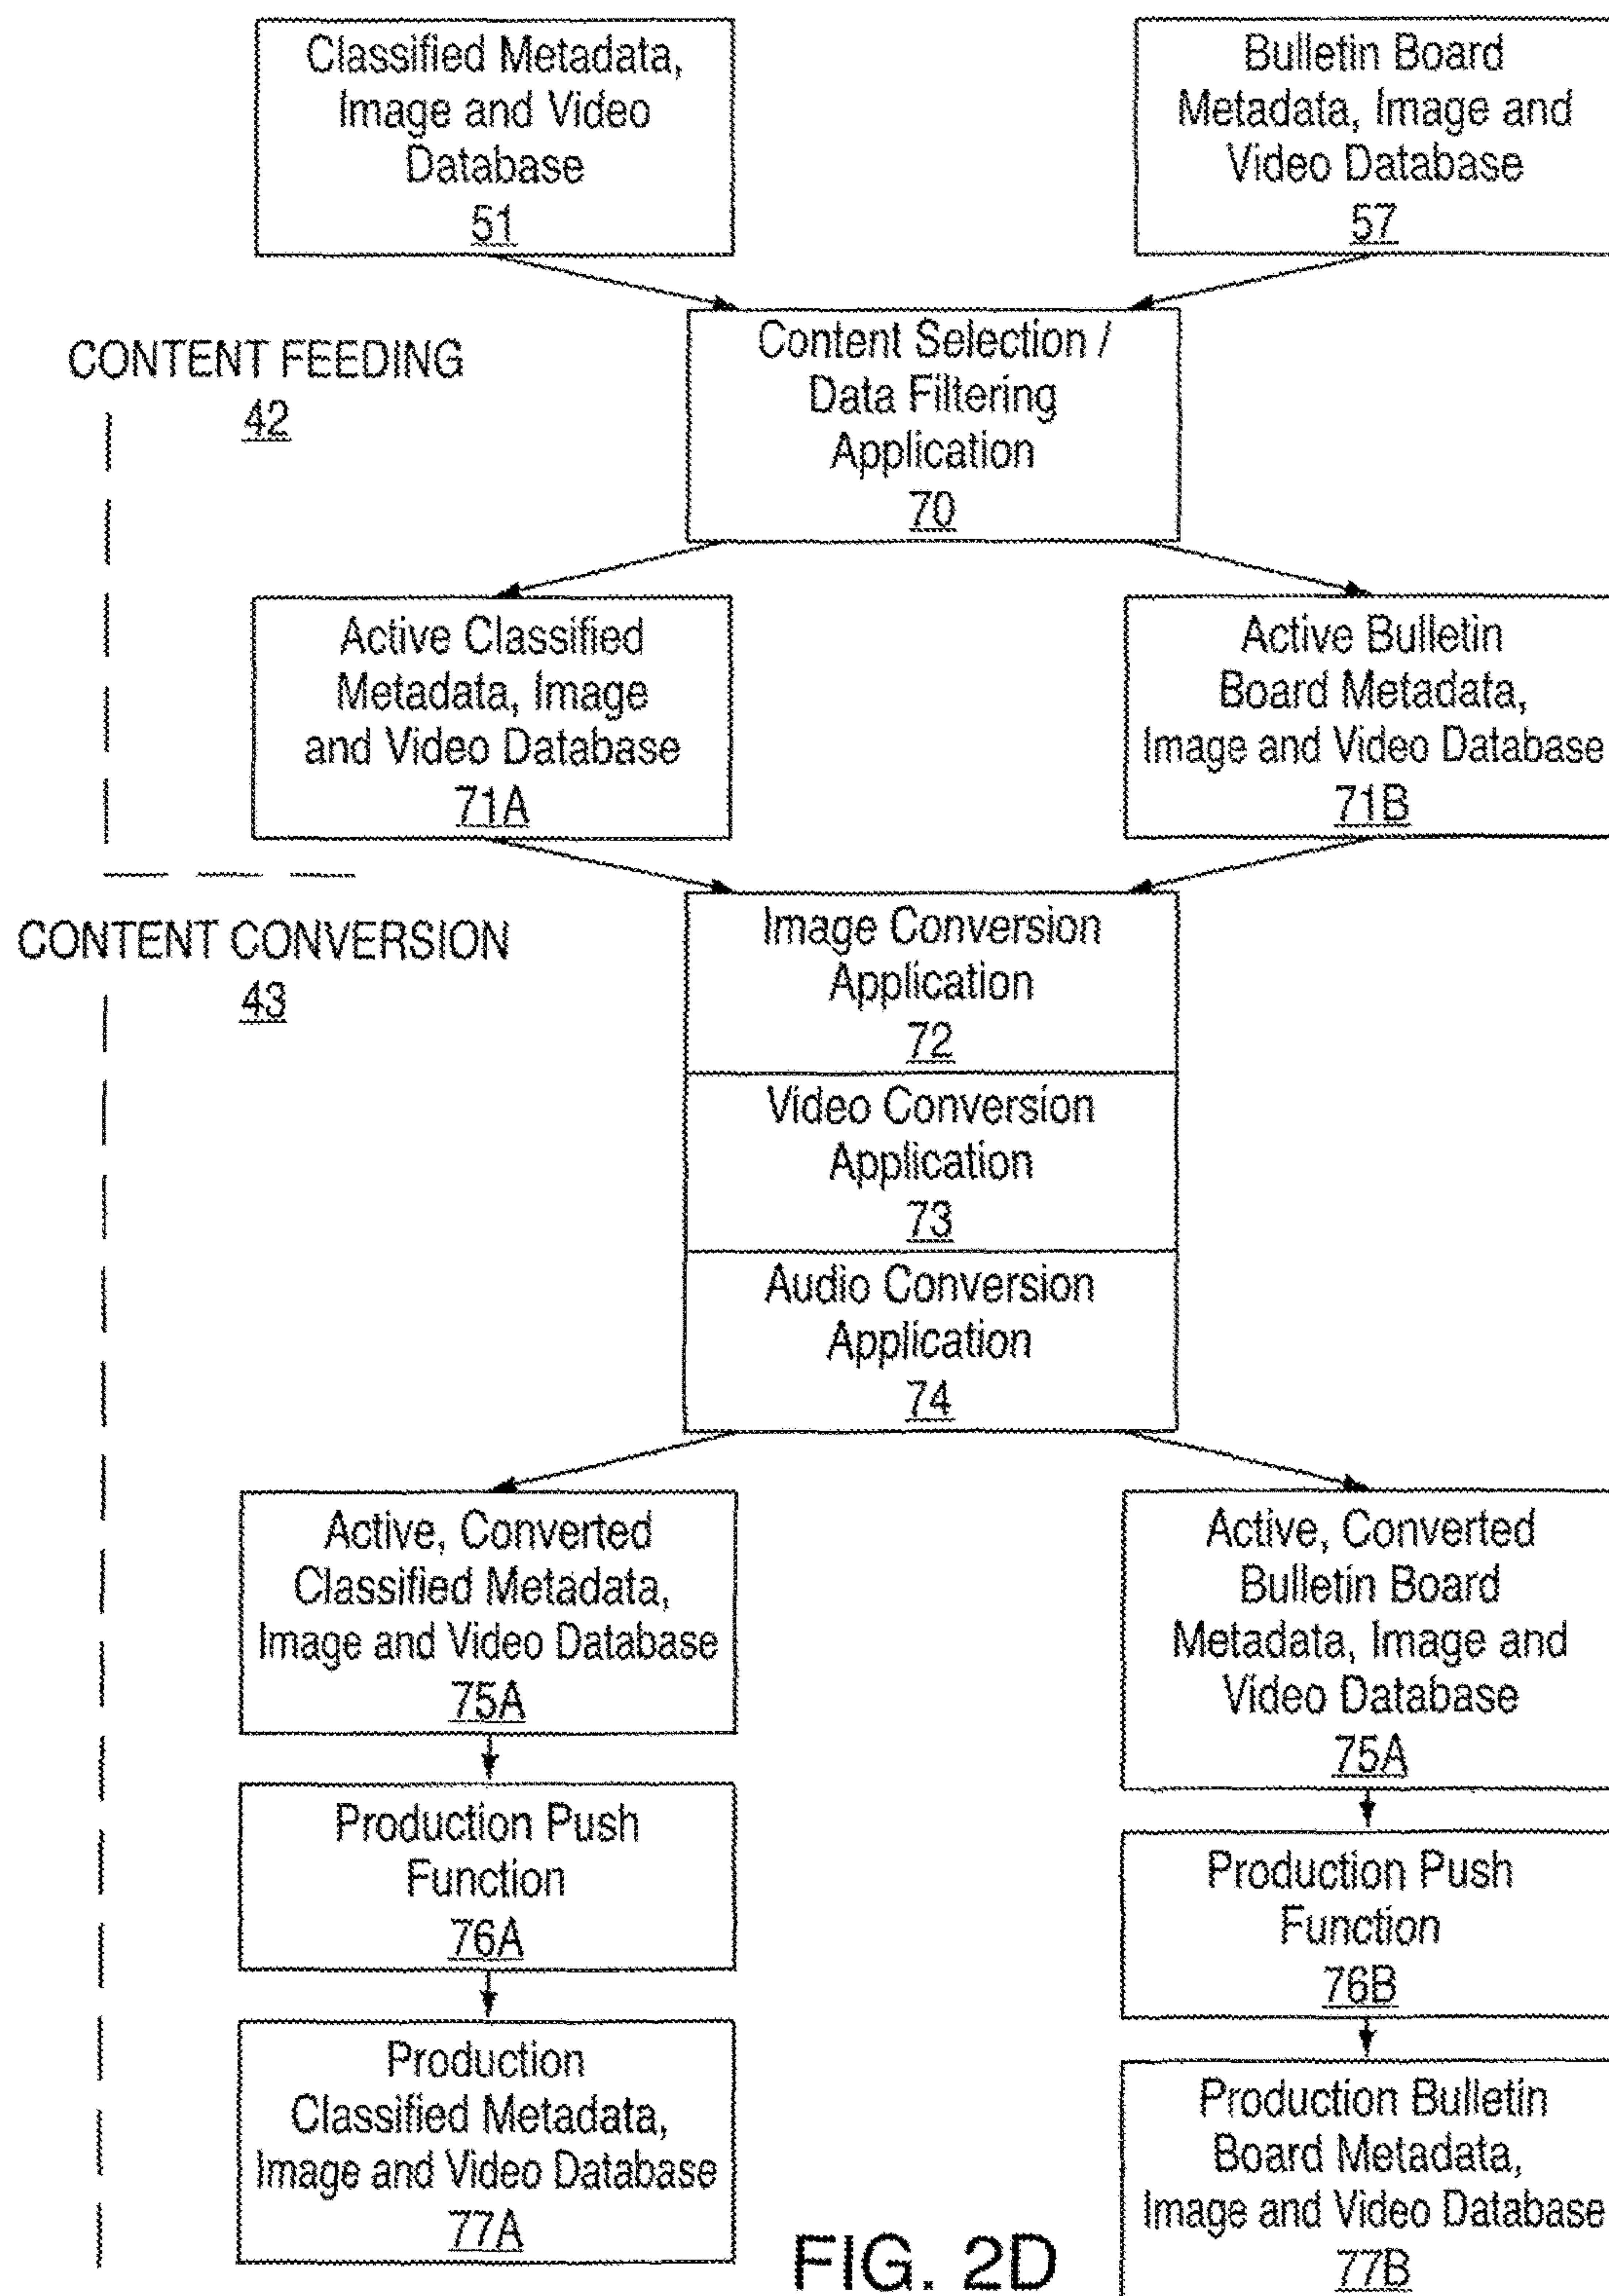 Classified Metadata,
Image and Video
Database
51
Bulletin Board
Metadata, Image and
Video Database
57
CONTENT FEEDING
42
Content Selection /
Data Filtering
Application
70
Active Classified
Metadata, Image
and Video Database
71A
Active Bulletin
Board Metadata,
Image and Video Database
71B
CONTENT CONVERSION
43
Image Conversion
Application
72
Video Conversion
Application
73
Audio Conversion
Application
74
Active, Converted
Classified Metadata,
Image and Video Database
75A
Active, Converted
Bulletin Board
Metadata, Image and
Video Database
75A
Production Push
Function
76A
Production Push
Function
76B
Production
Classified Metadata,
Image and Video Database
77A
Production Bulletin
Board Metadata,
Image and Video Database
77B
FIG. 2D